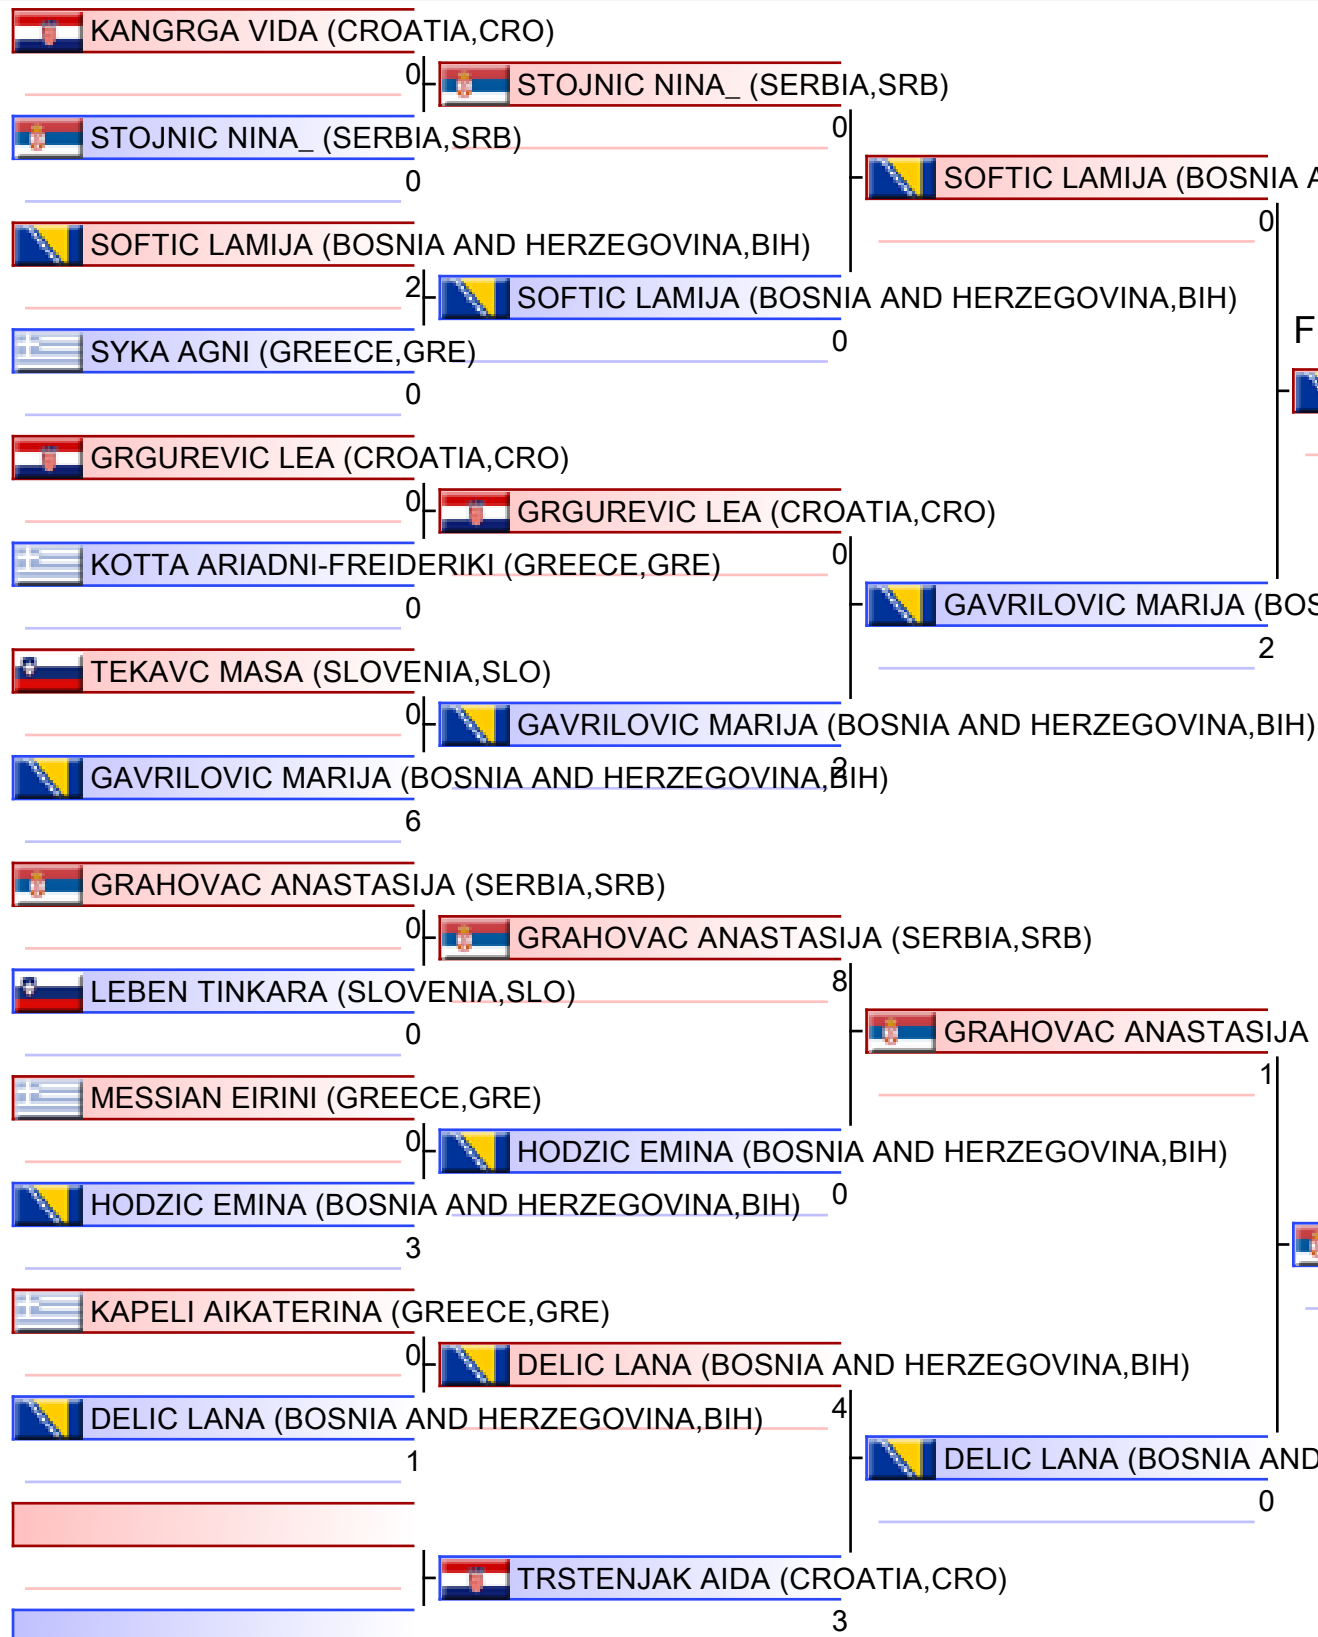 KANGRGA VIDA (CROATIA,CRO)
0
STOJNIC NINA_ (SERBIA,SRB)
STOJNIC NINA_ (SERBIA,SRB)
0
0
SOFTIC LAMIJA (BOSNIA A
0
SOFTIC LAMIJA (BOSNIA AND HERZEGOVINA,BIH)
2
SOFTIC LAMIJA (BOSNIA AND HERZEGOVINA,BIH)
0
SYKA AGNI (GREECE,GRE)
0
F
GRGUREVIC LEA (CROATIA,CRO)
0
GRGUREVIC LEA (CROATIA,CRO)
0
KOTTA ARIADNI-FREIDERIKI (GREECE,GRE)
0
GAVRILOVIC MARIJA (BOS
2
TEKAVC MASA (SLOVENIA,SLO)
0
GAVRILOVIC MARIJA (BOSNIA AND HERZEGOVINA,BIH)
2
GAVRILOVIC MARIJA (BOSNIA AND HERZEGOVINA,BIH)
6
GRAHOVAC ANASTASIJA (SERBIA,SRB)
0
GRAHOVAC ANASTASIJA (SERBIA,SRB)
8
LEBEN TINKARA (SLOVENIA,SLO)
0
GRAHOVAC ANASTASIJA
1
MESSIAN EIRINI (GREECE,GRE)
0
HODZIC EMINA (BOSNIA AND HERZEGOVINA,BIH)
0
HODZIC EMINA (BOSNIA AND HERZEGOVINA,BIH)
3
KAPELI AIKATERINA (GREECE,GRE)
0
DELIC LANA (BOSNIA AND HERZEGOVINA,BIH)
4
DELIC LANA (BOSNIA AND HERZEGOVINA,BIH)
1
DELIC LANA (BOSNIA AND
0
TRSTENJAK AIDA (CROATIA,CRO)
3